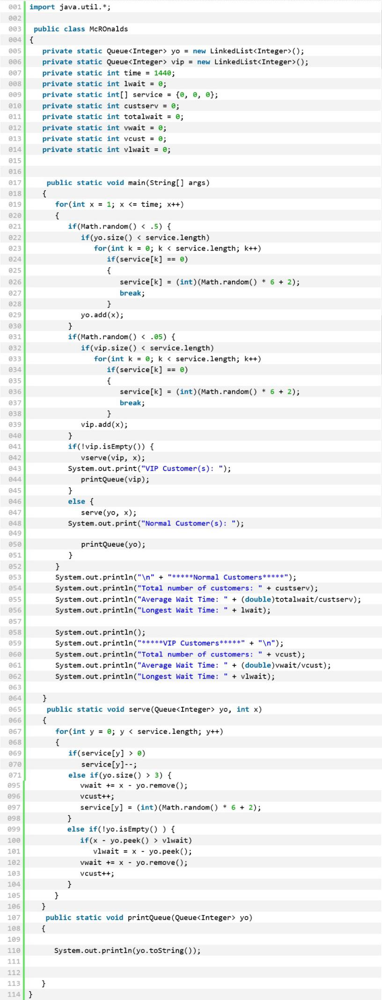 001 import java.util.*;
002
003 public class McROnalds
004 {
005 private static Queue<Integer> yo = new LinkedList<Integer>();
006 private static Queue<Integer> vip = new LinkedList<Integer>();
007 private static int time = 1440;
008 private static int lwait = 0;
009 private static int[] service = {0, 0, 0};
010 private static int custserv = 0;
011 private static int totalwait = 0;
012 private static int vwait = 0;
013 private static int vcust = 0;
014 private static int vlwait = 0;
015
016
017 public static void main(String[] args)
018 {
019 for(int x = 1; x <= time; x++)
020 {
021 if(Math.random() < .5) {
022 if(yo.size() < service.length)
023 for(int k = 0; k < service.length; k++)
024 if(service[k] == 0)
025 {
026 service[k] = (int)(Math.random() * 6 + 2);
027 break;
028 }
029 yo.add(x);
030 }
031 if(Math.random() < .05) {
032 if(vip.size() < service.length)
033 for(int k = 0; k < service.length; k++)
034 if(service[k] == 0)
035 {
036 service[k] = (int)(Math.random() * 6 + 2);
037 break;
038 }
039 vip.add(x);
040 }
041 if(!vip.isEmpty()) {
042 vserve(vip, x);
043 System.out.print("VIP Customer(s): ");
044 printQueue(vip);
045 }
046 else {
047 serve(yo, x);
048 System.out.print("Normal Customer(s): ");
049
050 printQueue(yo);
051 }
052 }
053 System.out.println("\n" + "*****Normal Customers*****");
054 System.out.println("Total number of customers: " + custserv);
055 System.out.println("Average Wait Time: " + (double)totalwait/custserv);
056 System.out.println("Longest Wait Time: " + lwait);
057
058 System.out.println();
059 System.out.println("*****VIP Customers*****" + "\n");
060 System.out.println("Total number of customers: " + vcust);
061 System.out.println("Average Wait Time: " + (double)vwait/vcust);
062 System.out.println("Longest Wait Time: " + vlwait);
063
064 }
065 public static void serve(Queue<Integer> yo, int x)
066 {
067 for(int y = 0; y < service.length; y++)
068 {
069 if(service[y] > 0)
070 service[y]--;
071 else if(yo.size() > 3) {
095 vwait += x - yo.remove();
096 vcust++;
097 service[y] = (int)(Math.random() * 6 + 2);
098 }
099 else if(!yo.isEmpty() ) {
100 if(x - yo.peek() > vlwait)
101 vlwait = x - yo.peek();
102 vwait += x - yo.remove();
103 vcust++;
104 }
105 }
106 }
107 public static void printQueue(Queue<Integer> yo)
108 {
109
110 System.out.println(yo.toString());
111
112
113 }
114 }